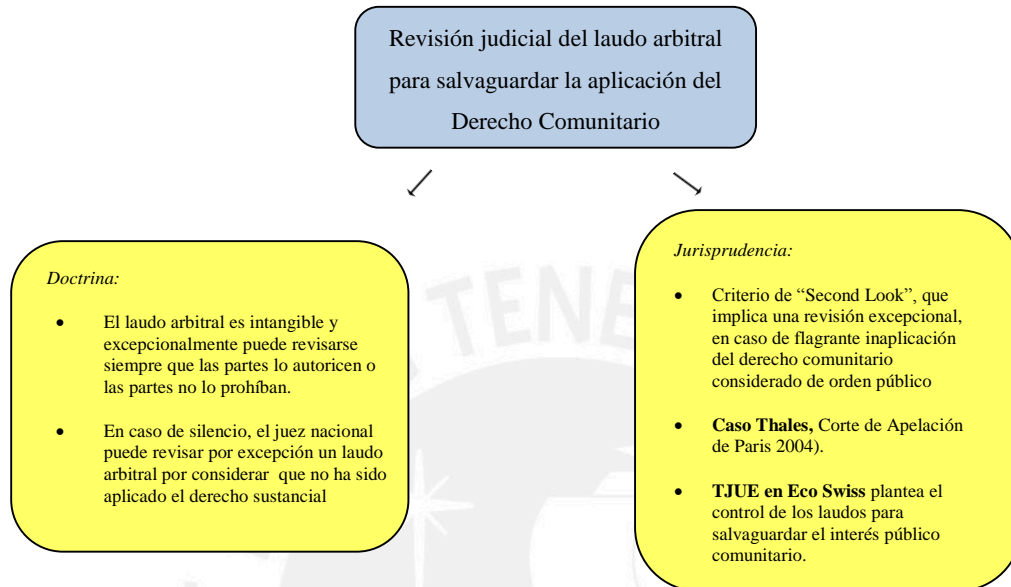 Revisión judicial del laudo arbitral
para salvaguardar la aplicación del
Derecho Comunitario
Doctrina:
• El laudo arbitral es intangible y
excepcionalmente puede revisarse
siempre que las partes lo autoricen o
las partes no lo prohíban.
• En caso de silencio, el juez nacional
puede revisar por excepción un laudo
arbitral por considerar que no ha sido
aplicado el derecho sustancial
Jurisprudencia:
• Criterio de “Second Look”, que
implica una revisión excepcional,
en caso de flagrante inaplicación
del derecho comunitario
considerado de orden público
• Caso Thales, Corte de Apelación
de Paris 2004).
• TJUE en Eco Swiss plantea el
control de los laudos para
salvaguardar el interés público
comunitario.
TENE